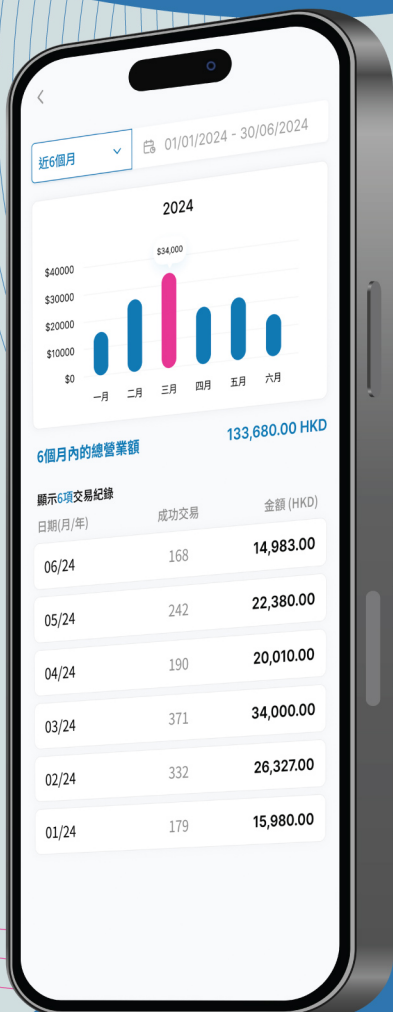 近6個月
01/01/2024 - 30/06/2024
2024
$34,000
$40000
$30000
$20000
$10000
$0
一月 二月 三月 四月 五月 六月
6個月內的總營業額 133,680.00 HKD
顯示6項交易紀錄
日期(月/年) 成功交易 金額 (HKD)
06/24 168 14,983.00
05/24 242 22,380.00
04/24 190 20,010.00
03/24 371 34,000.00
02/24 332 26,327.00
01/24 179 15,980.00